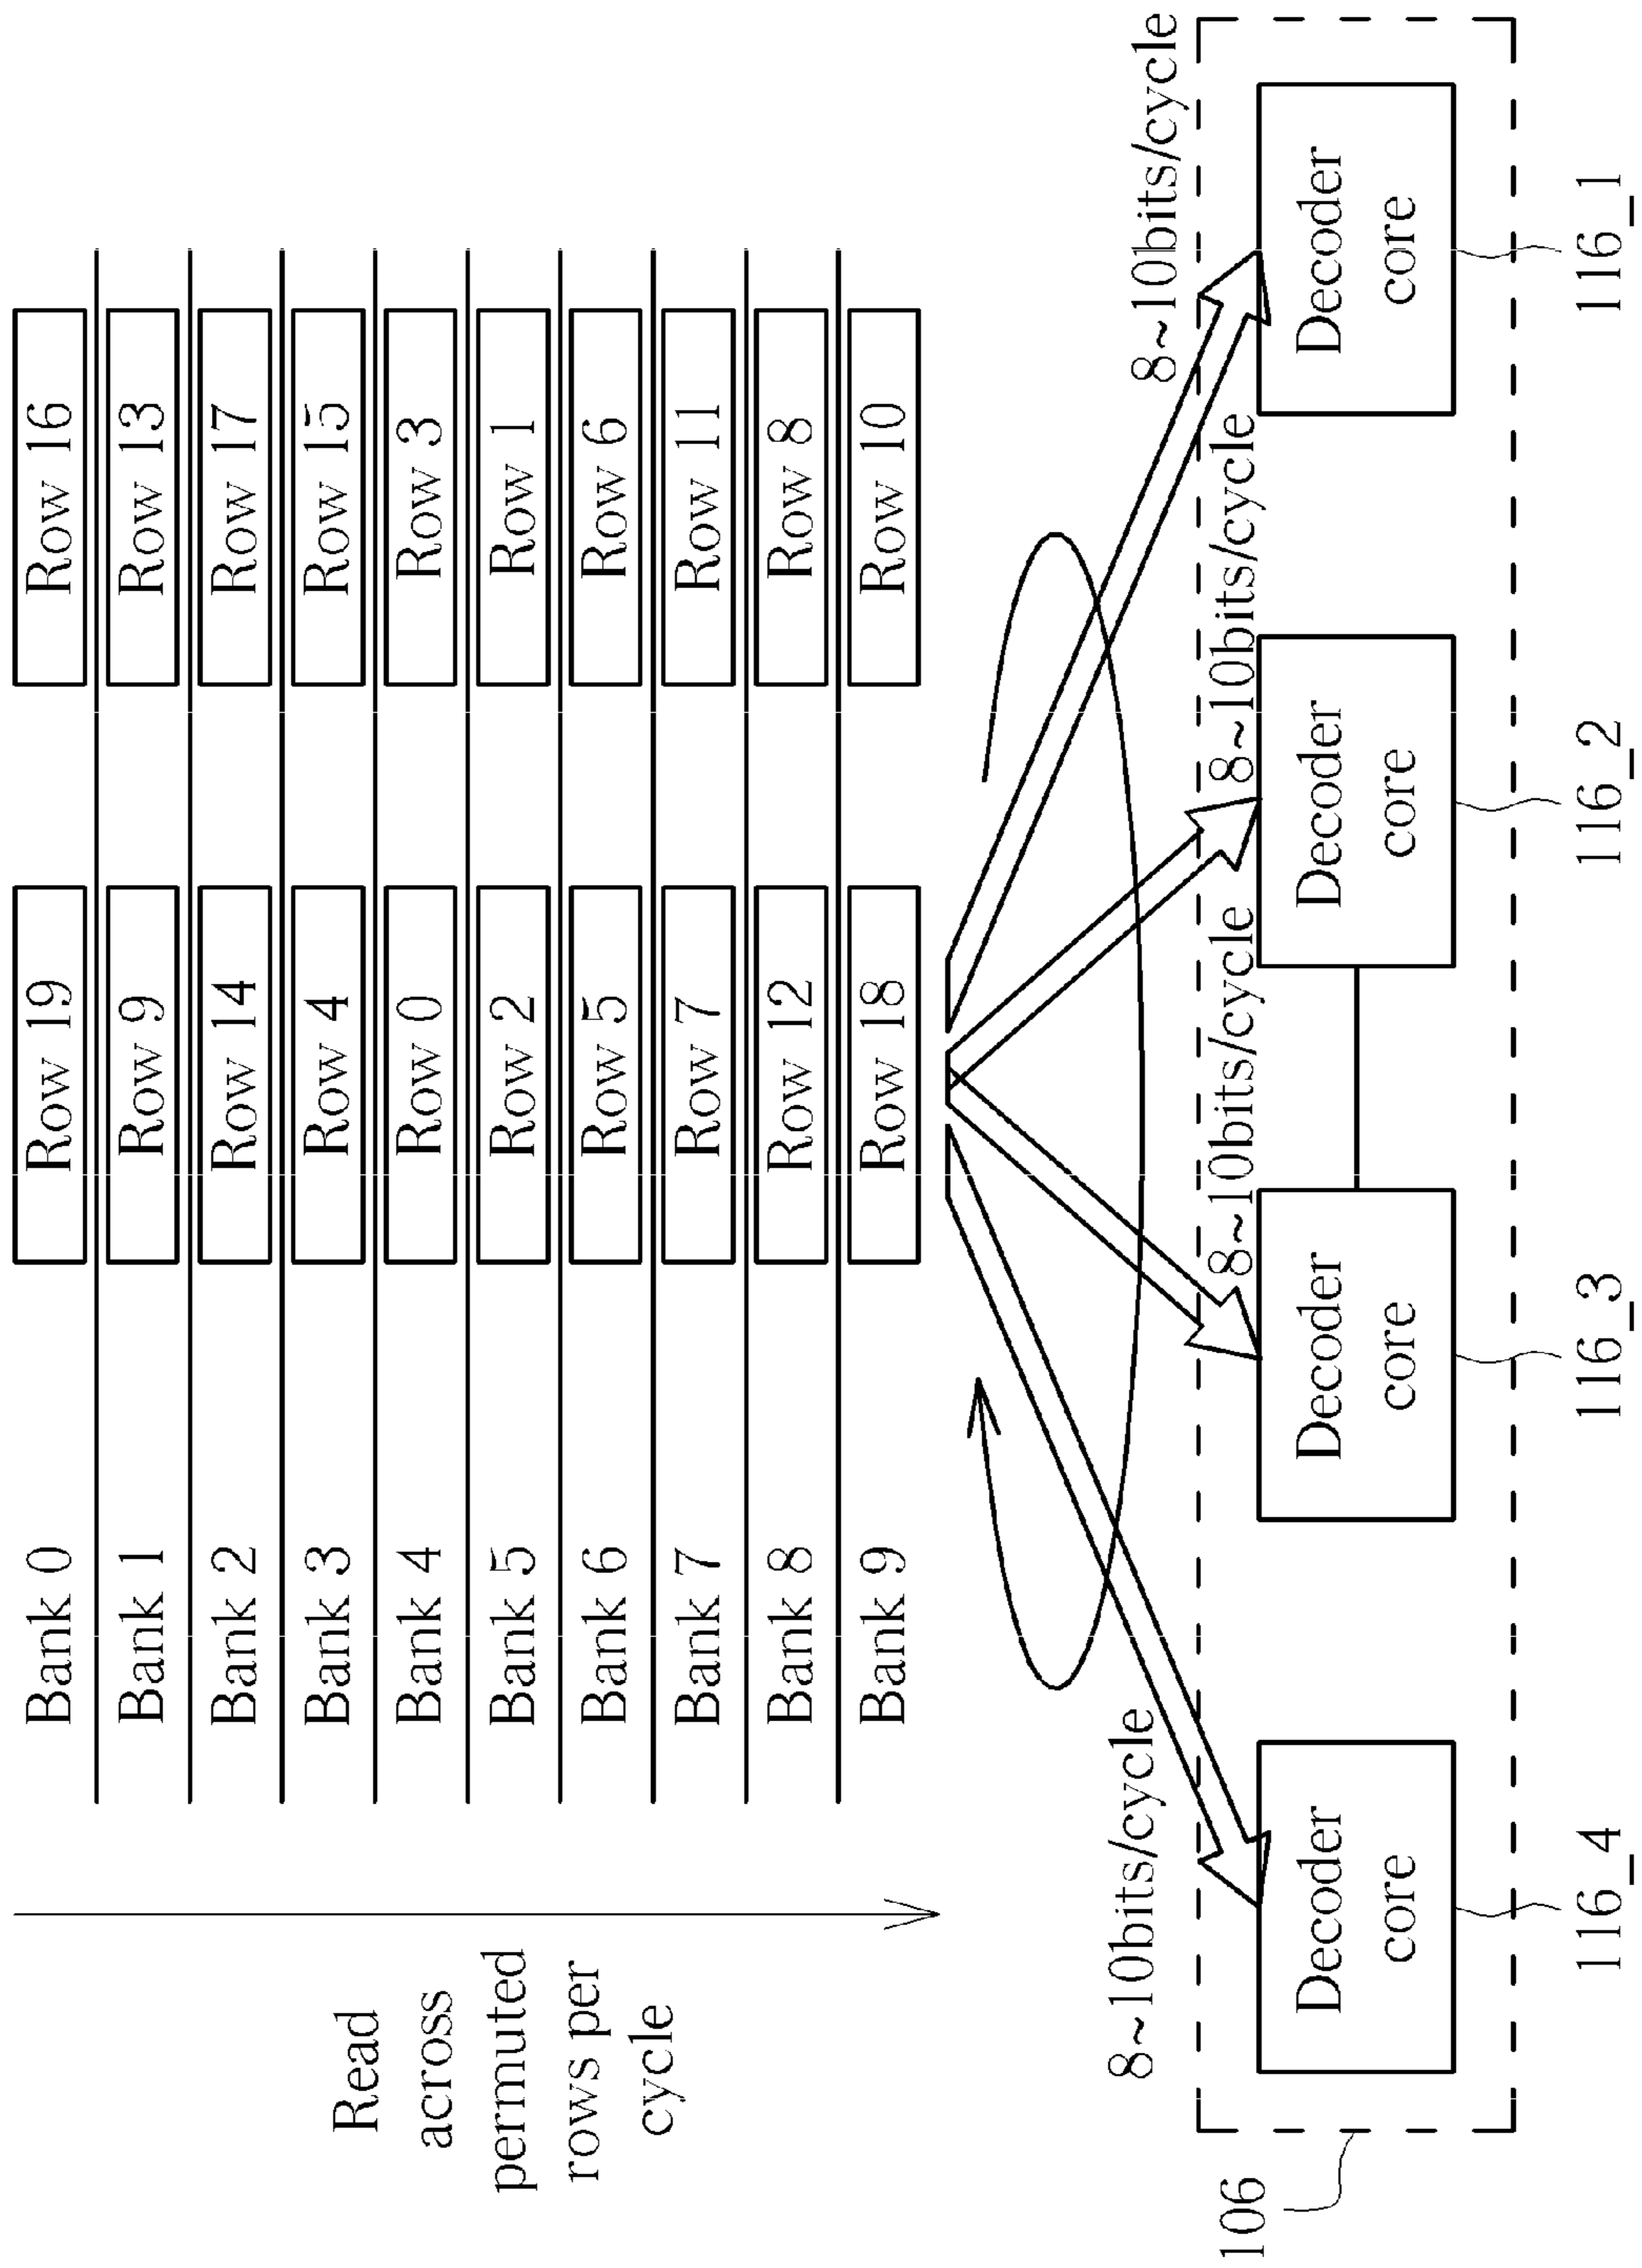 Read
across
permuted
rows per
cycle
Bank 0 Row 19 Row 16
Bank 1 Row 9 Row 13
Bank 2 Row 14 Row 17
Bank 3 Row 4 Row 15
Bank 4 Row 0 Row 3
Bank 5 Row 2 Row 1
Bank 6 Row 5 Row 6
Bank 7 Row 7 Row 11
Bank 8 Row 12 Row 8
Bank 9 Row 18 Row 10
8~10bits/cycle
8~10bits/cycle
8~10bits/cycle
8~10bits/cycle
106
Decoder
core
Decoder
core
Decoder
core
Decoder
core
116_4
116_3
116_2
116_1